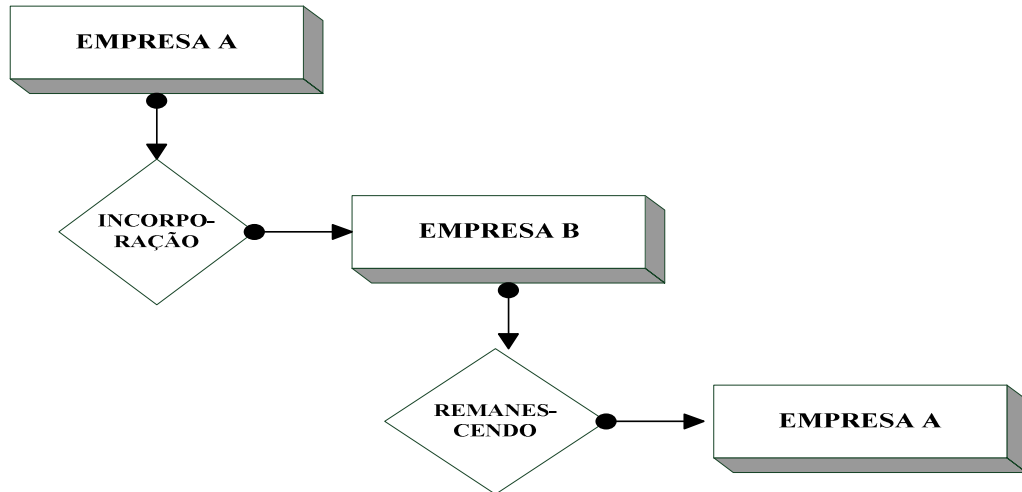 EMPRESA A
INCORPO-
RAÇÃO
EMPRESA B
REMANES-
CENDO
EMPRESA A